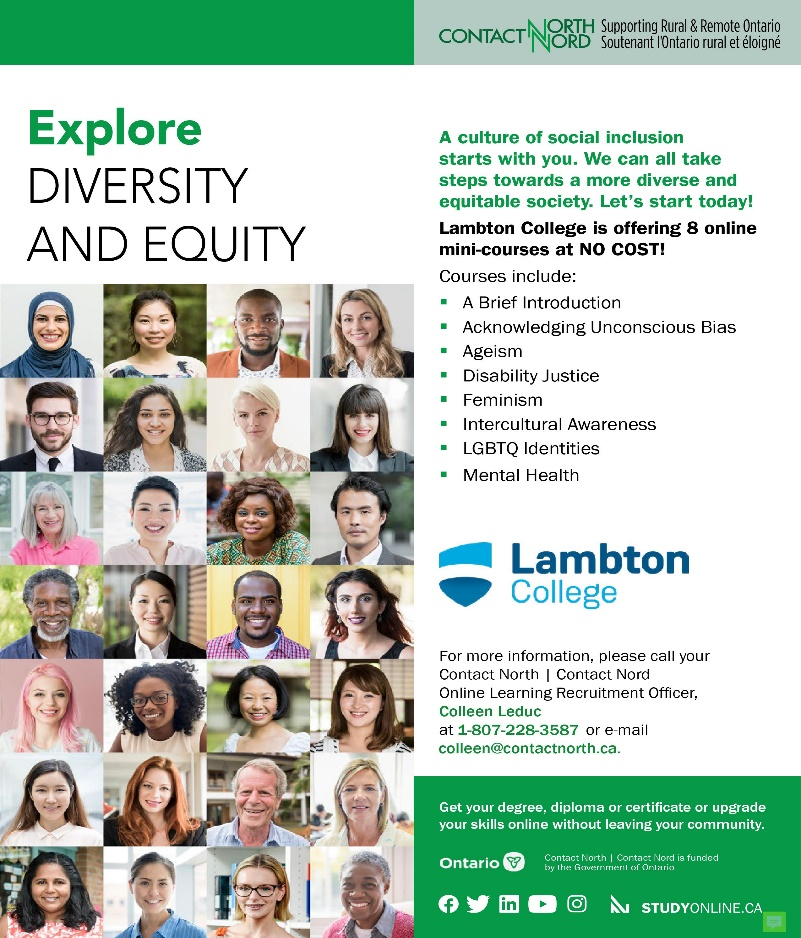 CONTACT NORTH NORD
Supporting Rural & Remote Ontario
Soutenant l'Ontario rural et éloigné
Explore
DIVERSITY
AND EQUITY
A culture of social inclusion
starts with you. We can all take
steps towards a more diverse and
equitable society. Let's start today!
Lambton College is offering 8 online
mini-courses at NO COST!
Courses include:
▪ A Brief Introduction
▪ Acknowledging Unconscious Bias
▪ Ageism
▪ Disability Justice
▪ Feminism
▪ Intercultural Awareness
▪ LGBTQ Identities
▪ Mental Health
Lambton
College
For more information, please call your
Contact North | Contact Nord
Online Learning Recruitment Officer,
Colleen Leduc
at 1-807-228-3587 or e-mail
colleen@contactnorth.ca.
Get your degree, diploma or certificate or upgrade
your skills online without leaving your community.
Ontario
Contact North | Contact Nord is funded
by the Government of Ontario
STUDYONLINE.CA